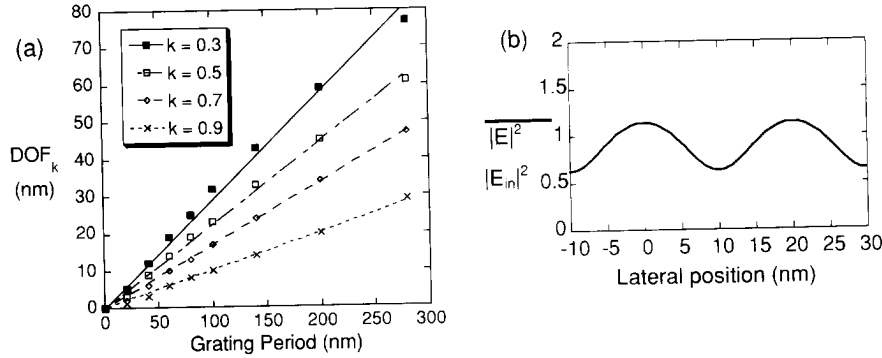 (a)
80
70
60
50
40
30
20
10
0
DOFk
(nm)
k = 0.3
k = 0.5
k = 0.7
k = 0.9
0 50 100 150 200 250 300
Grating Period (nm)
(b)
2
1.5
1
0.5
0
|E|²
|Ein|²
-10 -5 0 5 10 15 20 25 30
Lateral position (nm)